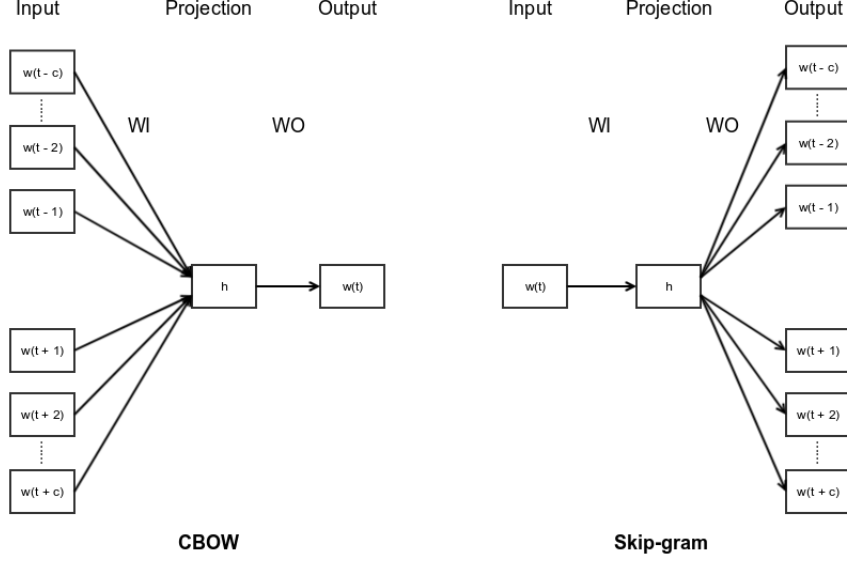 Input Projection Output
w(t - c)
w(t - 2)
w(t - 1)
w(t + 1)
w(t + 2)
w(t + c)
WI
WO
h
w(t)
CBOW
Input Projection Output
w(t)
WI
h
WO
w(t - c)
w(t - 2)
w(t - 1)
w(t + 1)
w(t + 2)
w(t + c)
Skip-gram